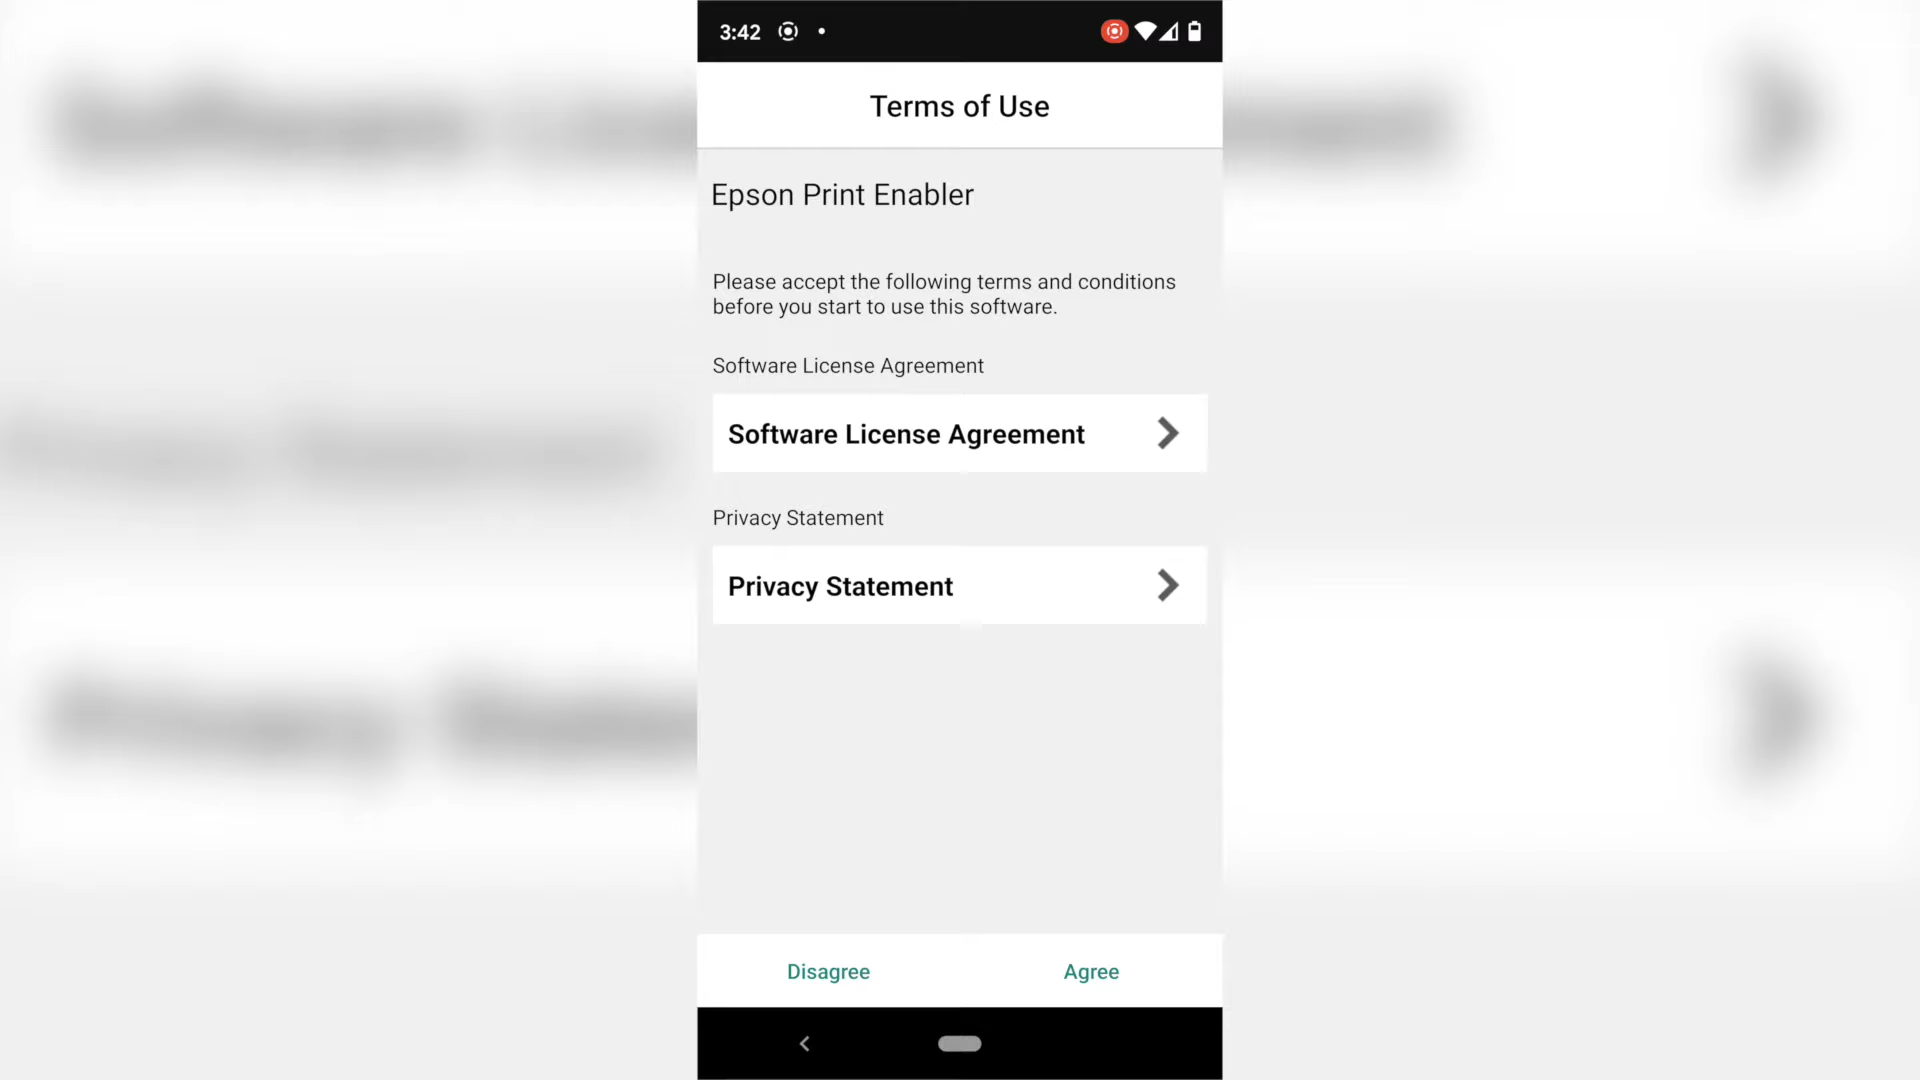 3:42
Terms of Use
Epson Print Enabler
Please accept the following terms and conditions
before you start to use this software.
Software License Agreement
Software License Agreement
Privacy Statement
Privacy Statement
Disagree
Agree